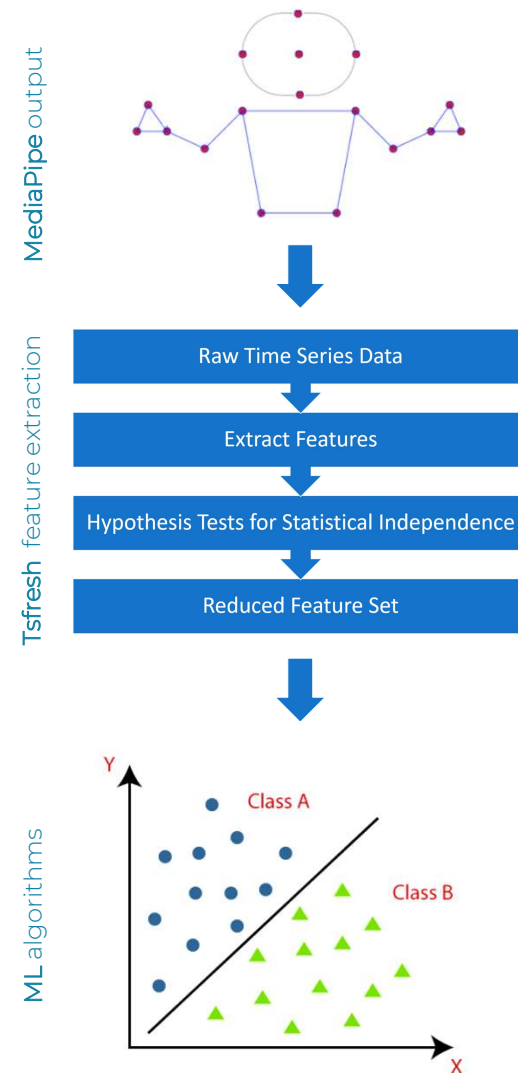 MediaPipe output
Tsfresh feature extraction
Raw Time Series Data
Extract Features
Hypothesis Tests for Statistical Independence
Reduced Feature Set
ML algorithms
Y
Class A
Class B
X